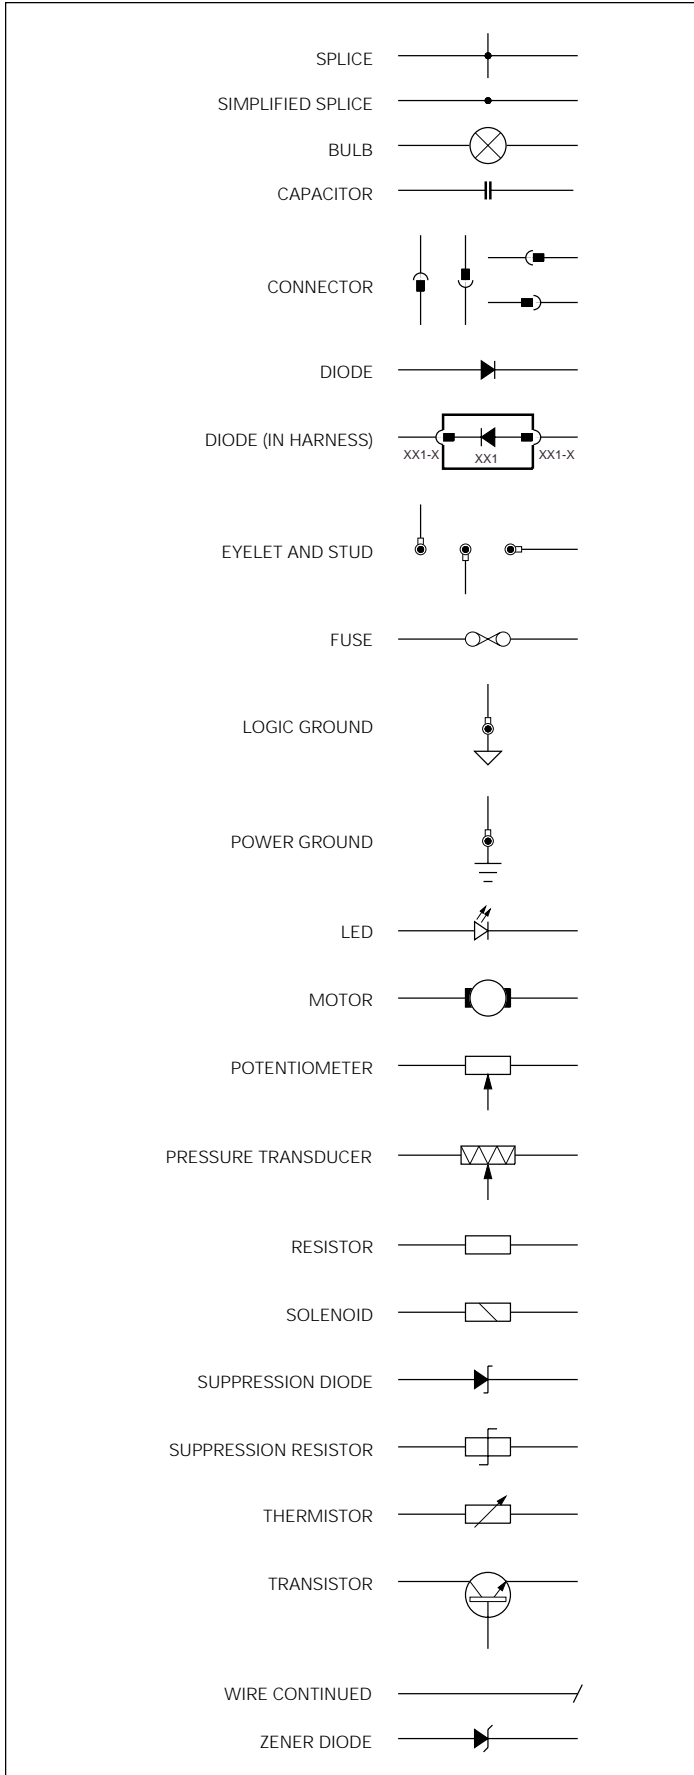 SPLICE
SIMPLIFIED SPLICE
BULB
CAPACITOR
CONNECTOR
DIODE
DIODE (IN HARNESS)
XX1-X XX1 XX1-X
EYELET AND STUD
FUSE
LOGIC GROUND
POWER GROUND
LED
MOTOR
POTENTIOMETER
PRESSURE TRANSDUCER
RESISTOR
SOLENOID
SUPPRESSION DIODE
SUPPRESSION RESISTOR
THERMISTOR
TRANSISTOR
WIRE CONTINUED
ZENER DIODE